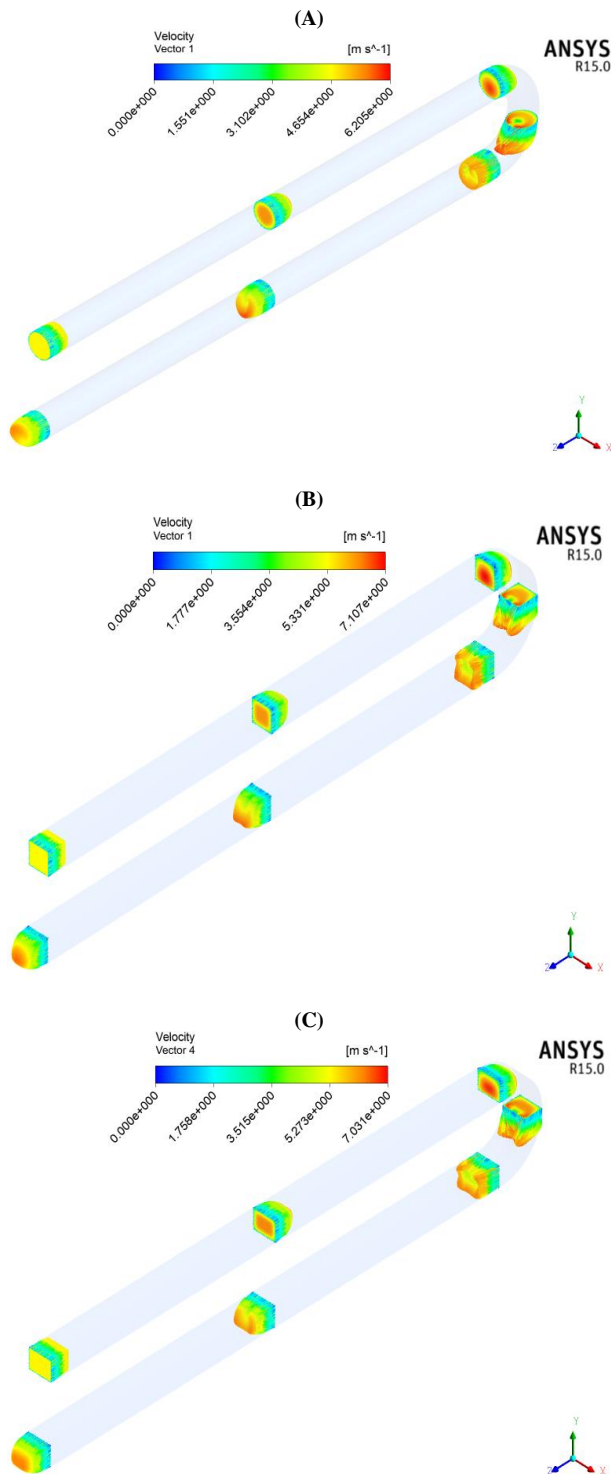 (A)
Velocity
Vector 1
[m s^-1]
0.000e+000
1.551e+000
3.102e+000
4.654e+000
6.205e+000
ANSYS
R15.0
Y
Z
X
(B)
Velocity
Vector 1
[m s^-1]
0.000e+000
1.777e+000
3.554e+000
5.331e+000
7.107e+000
ANSYS
R15.0
Y
Z
X
(C)
Velocity
Vector 4
[m s^-1]
0.000e+000
1.758e+000
3.515e+000
5.273e+000
7.031e+000
ANSYS
R15.0
Y
Z
X